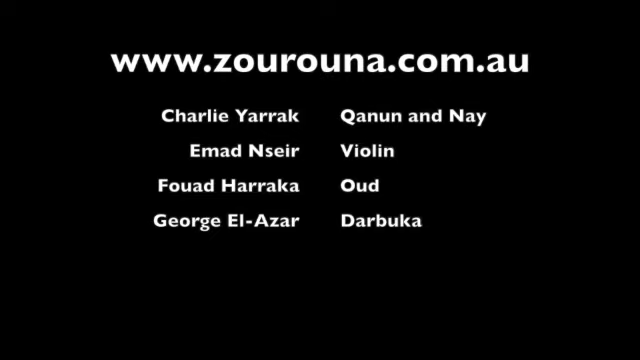 www.zourouna.com.au
Charlie Yarrak Qanun and Nay
Emad Nseir Violin
Fouad Harraka Oud
George El-Azar Darbuka